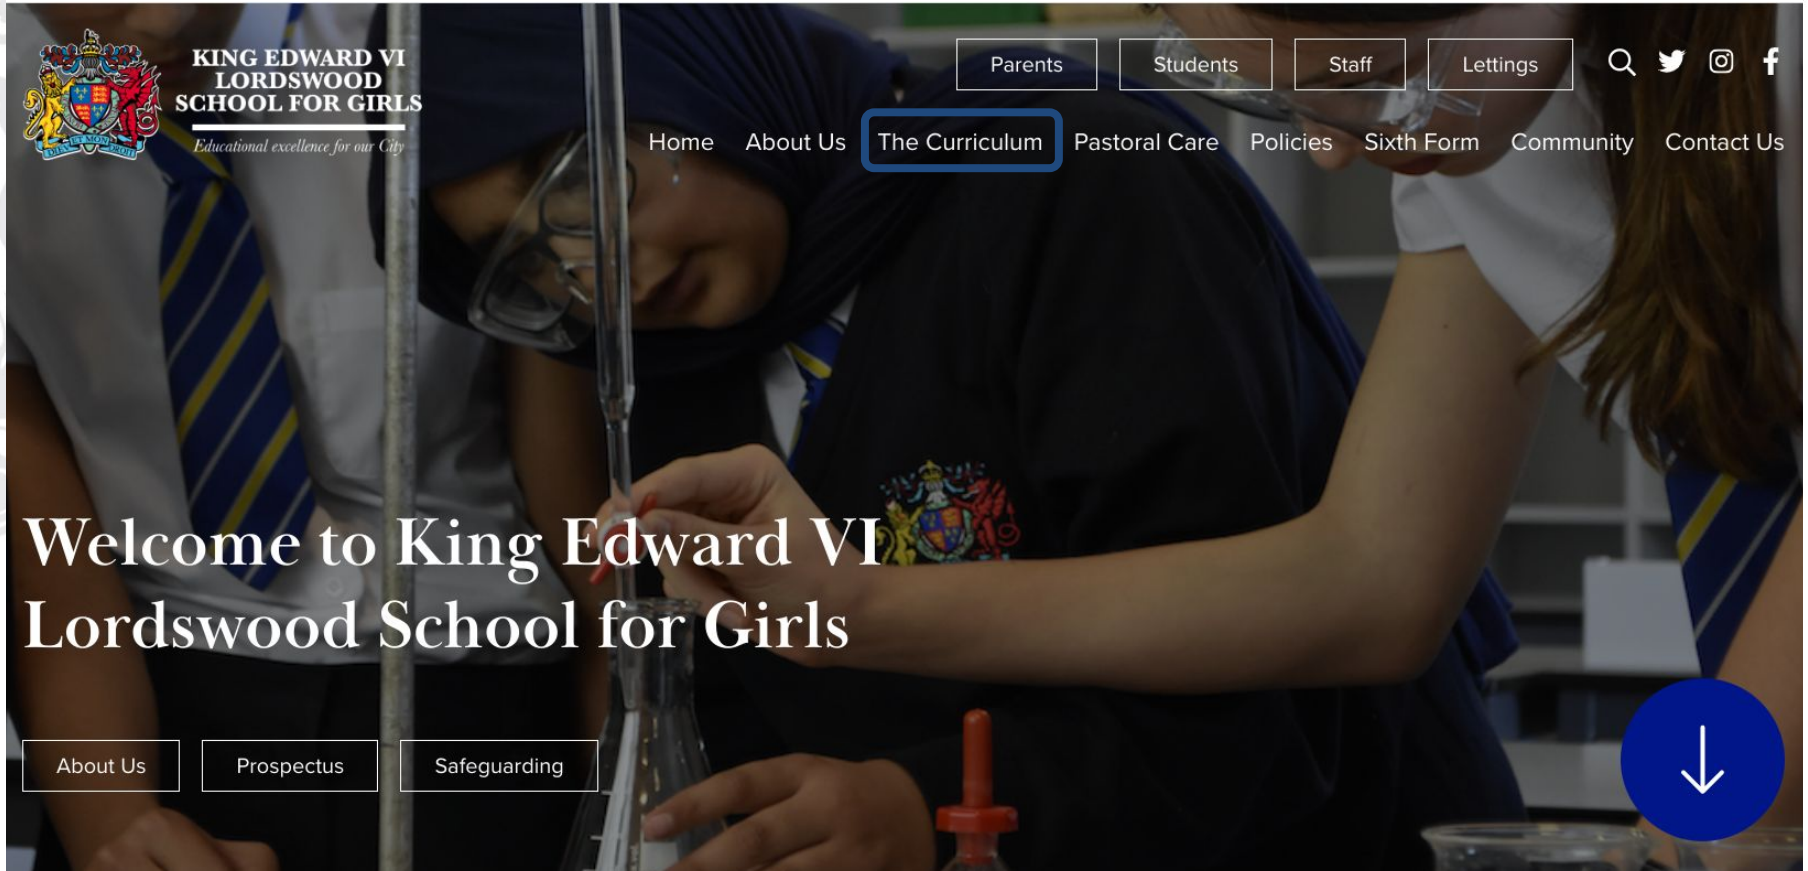 KING EDWARD VI
LORDSWOOD
SCHOOL FOR GIRLS
Educational excellence for our City
Parents
Students
Staff
Lettings
Home
About Us
The Curriculum
Pastoral Care
Policies
Sixth Form
Community
Contact Us
Welcome to King Edward VI
Lordswood School for Girls
About Us
Prospectus
Safeguarding